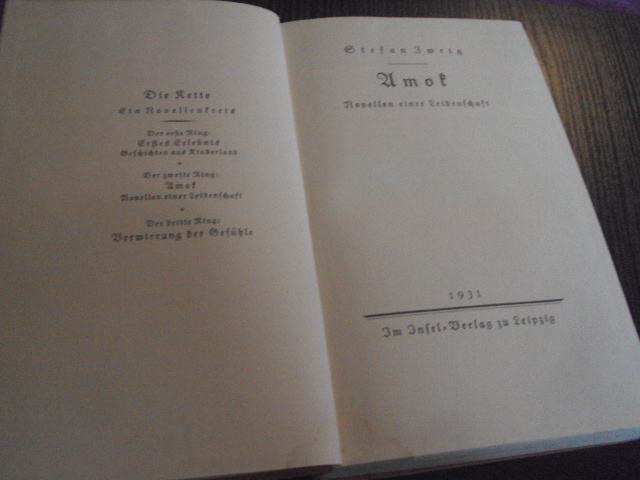 Die Kette
Ein Novellenkreis
Der erste Ring:
Erstes Erlebnis
Geschichten aus Kinderland
Der zweite Ring:
Amok
Novellen einer Leidenschaft
Der dritte Ring:
Verwirrung der Gefühle
Stefan Zweig
Amok
Novellen einer Leidenschaft
1931
Im Insel-Verlag zu Leipzig